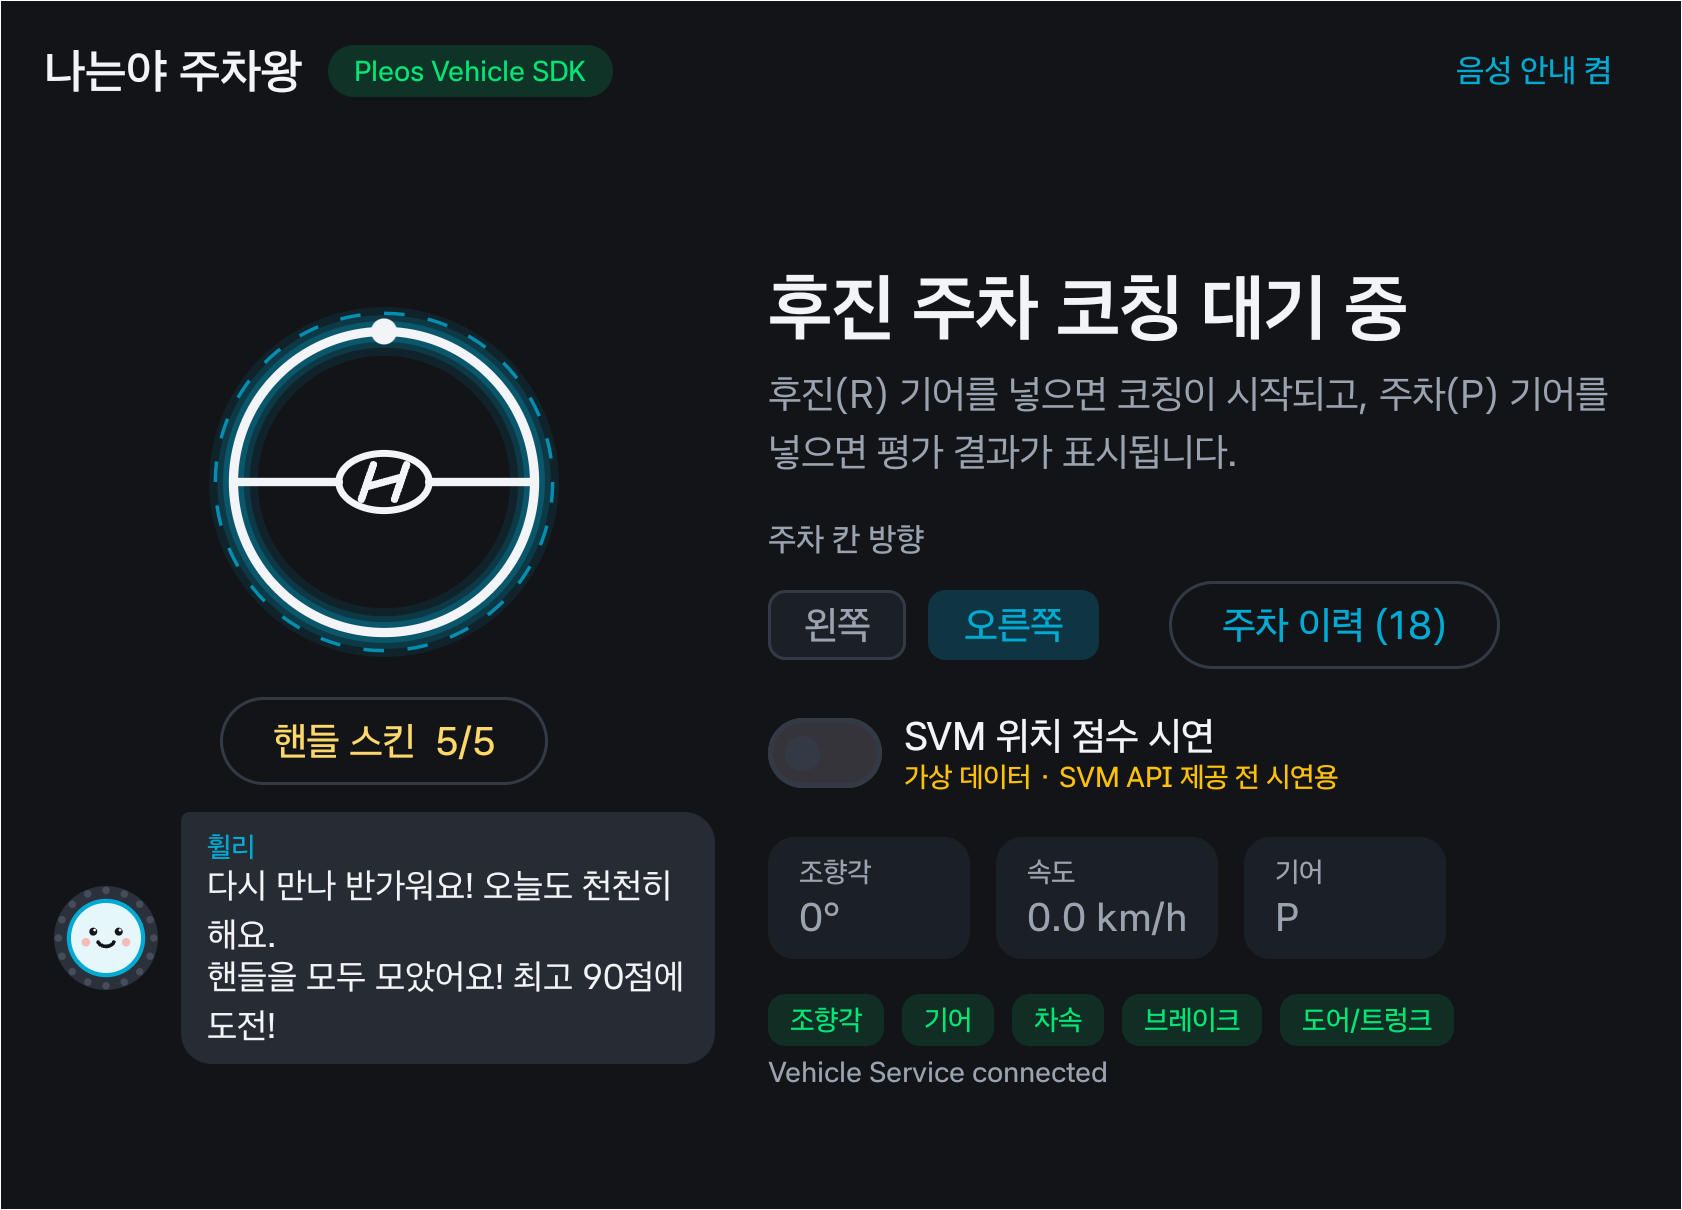 나는야 주차왕
Pleos Vehicle SDK
음성 안내 켬
후진 주차 코칭 대기 중
후진(R) 기어를 넣으면 코칭이 시작되고, 주차(P) 기어를
넣으면 평가 결과가 표시됩니다.
주차 칸 방향
왼쪽
오른쪽
주차 이력 (18)
핸들 스킨 5/5
SVM 위치 점수 시연
가상 데이터 · SVM API 제공 전 시연용
휠리
다시 만나 반가워요! 오늘도 천천히
해요.
핸들을 모두 모았어요! 최고 90점에
도전!
조향각
0°
속도
0.0 km/h
기어
P
조향각
기어
차속
브레이크
도어/트렁크
Vehicle Service connected